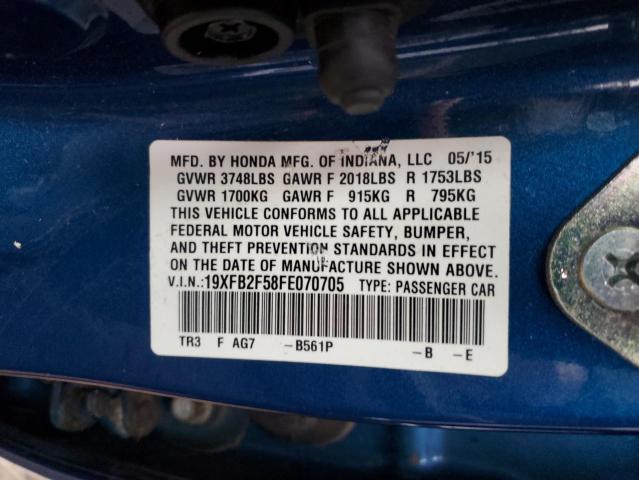 MFD. BY HONDA MFG. OF INDIANA, LLC 05/'15
GVWR 3748LBS GAWR F 2018LBS R 1753LBS
GVWR 1700KG GAWR F 915KG R 795KG
THIS VEHICLE CONFORMS TO ALL APPLICABLE
FEDERAL MOTOR VEHICLE SAFETY, BUMPER,
AND THEFT PREVENTION STANDARDS IN EFFECT
ON THE DATE OF MANUFACTURE SHOWN ABOVE.
V.I.N.:19XFB2F58FE070705 TYPE: PASSENGER CAR
TR3 F AG7 -B561P -B -E